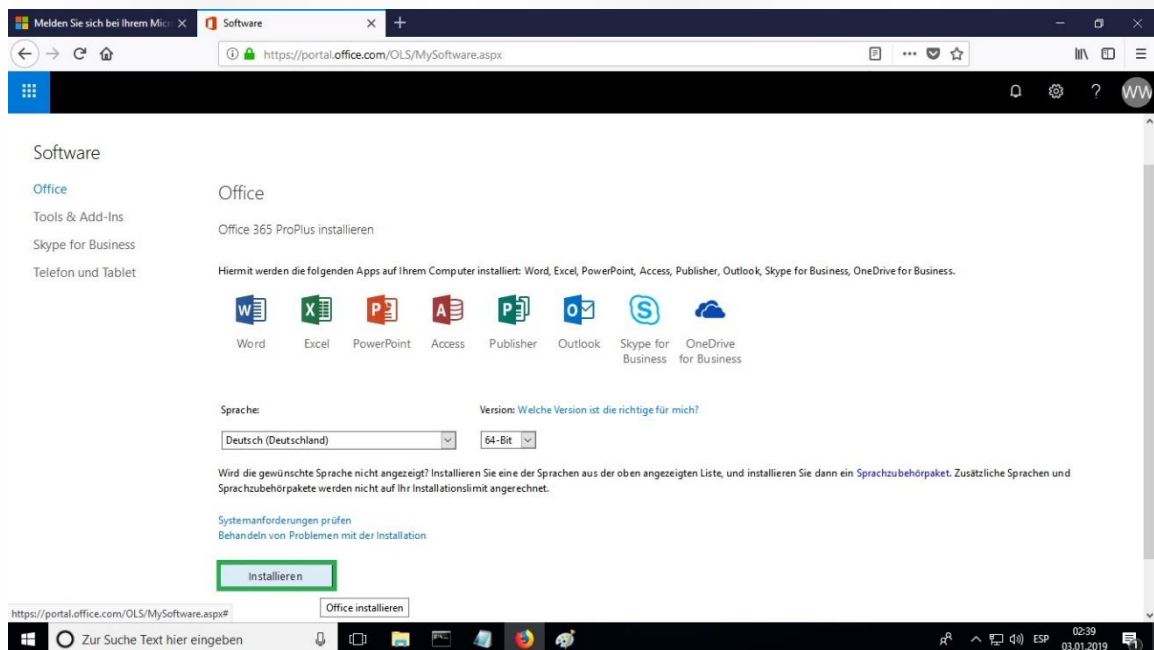 Melden Sie sich bei Ihrem Micr
Software
https://portal.office.com/OLS/MySoftware.aspx
WW
Software
Office
Tools & Add-Ins
Skype for Business
Telefon und Tablet
Office
Office 365 ProPlus installieren
Hiermit werden die folgenden Apps auf Ihrem Computer installiert: Word, Excel, PowerPoint, Access, Publisher, Outlook, Skype for Business, OneDrive for Business.
Word Excel PowerPoint Access Publisher Outlook Skype for Business OneDrive for Business
Sprache: Version: Welche Version ist die richtige für mich?
Deutsch (Deutschland) 64-Bit
Wird die gewünschte Sprache nicht angezeigt? Installieren Sie eine der Sprachen aus der oben angezeigten Liste, und installieren Sie dann ein Sprachzubehörpaket. Zusätzliche Sprachen und
Sprachzubehörpakete werden nicht auf Ihr Installationslimit angerechnet.
Systemanforderungen prüfen
Behandeln von Problemen mit der Installation
Installieren
Office installieren
https://portal.office.com/OLS/MySoftware.aspx#
Zur Suche Text hier eingeben
ESP
02:39
03.01.2019